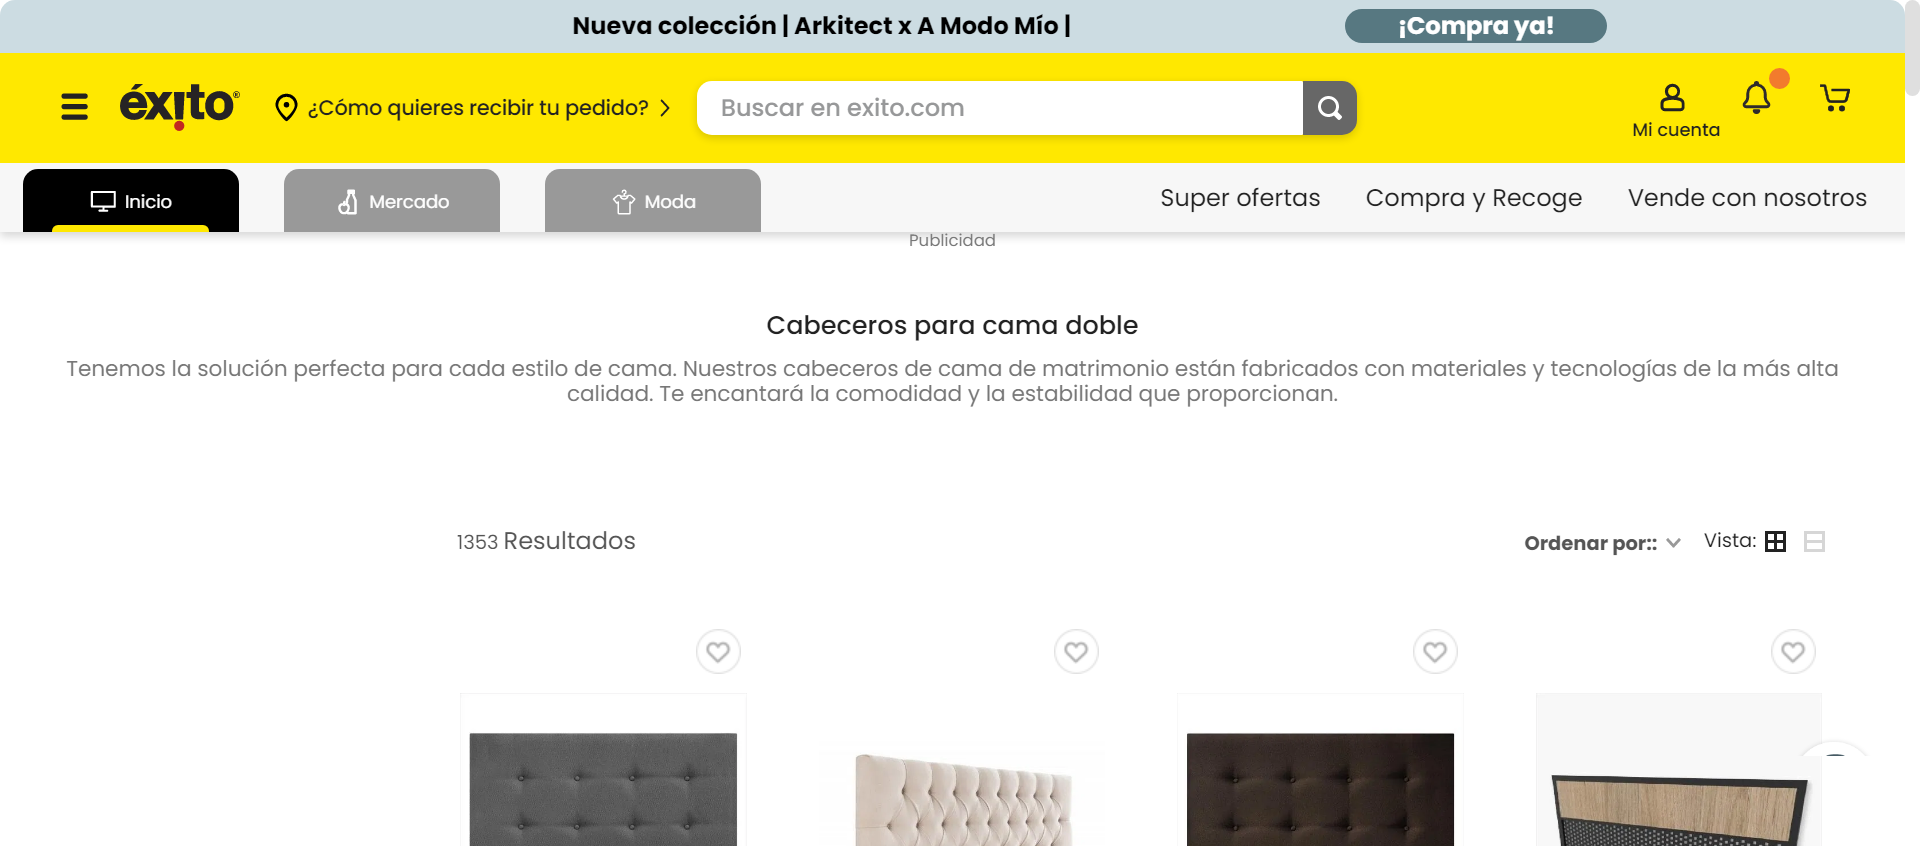 Nueva colección | Arkitect x A Modo Mío |
¡Compra ya!
éxito®
¿Cómo quieres recibir tu pedido?
Buscar en exito.com
Mi cuenta
Inicio
Mercado
Moda
Super ofertas
Compra y Recoge
Vende con nosotros
Publicidad
Cabeceros para cama doble
Tenemos la solución perfecta para cada estilo de cama. Nuestros cabeceros de cama de matrimonio están fabricados con materiales y tecnologías de la más alta
calidad. Te encantará la comodidad y la estabilidad que proporcionan.
1353 Resultados
Ordenar por::
Vista: